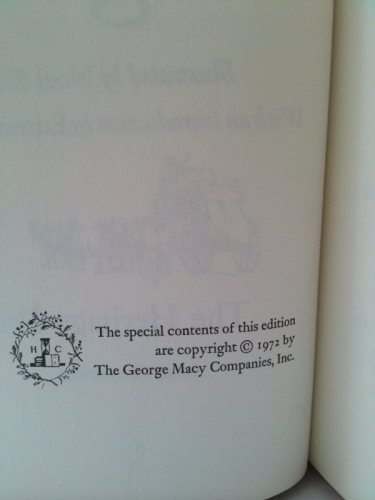 H C
The special contents of this edition
are copyright © 1972 by
The George Macy Companies, Inc.